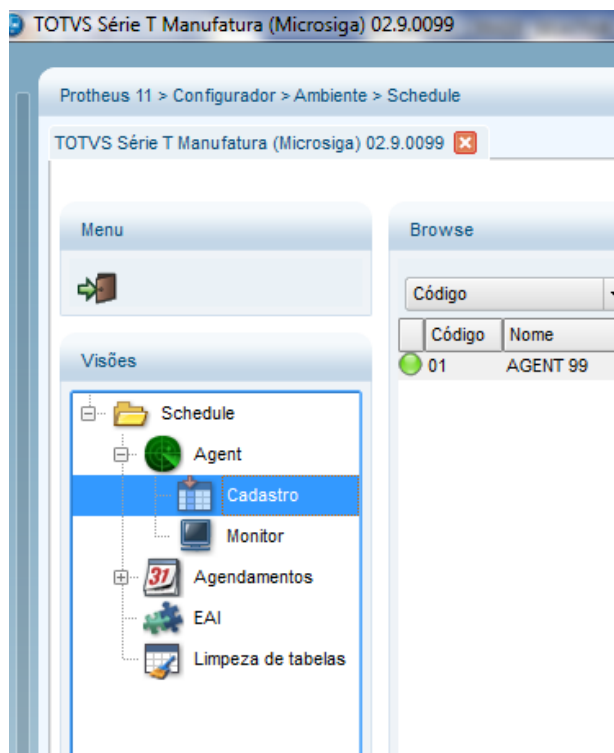 TOTVS Série T Manufatura (Microsiga) 02.9.0099
Protheus 11 > Configurador > Ambiente > Schedule
TOTVS Série T Manufatura (Microsiga) 02.9.0099
Menu
Visões
Schedule
Agent
Cadastro
Monitor
31
Agendamentos
EAI
Limpeza de tabelas
Browse
Código
Código Nome
01 AGENT 99